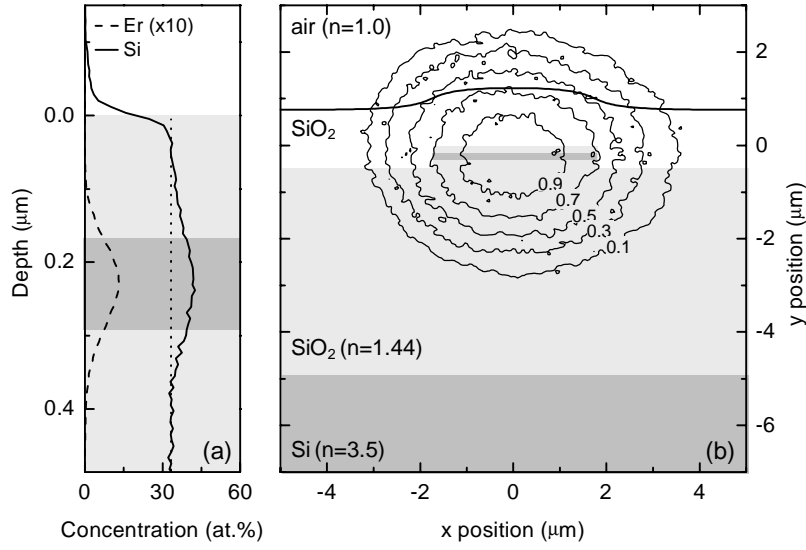 Er (x10)
Si
0.0
0.2
0.4
Depth (μm)
0
30
60
Concentration (at.%)
(a)
air (n=1.0)
SiO2
0.9
0.7
0.5
0.3
0.1
SiO2 (n=1.44)
Si (n=3.5)
(b)
2
0
-2
-4
-6
y position (μm)
-4
-2
0
2
4
x position (μm)